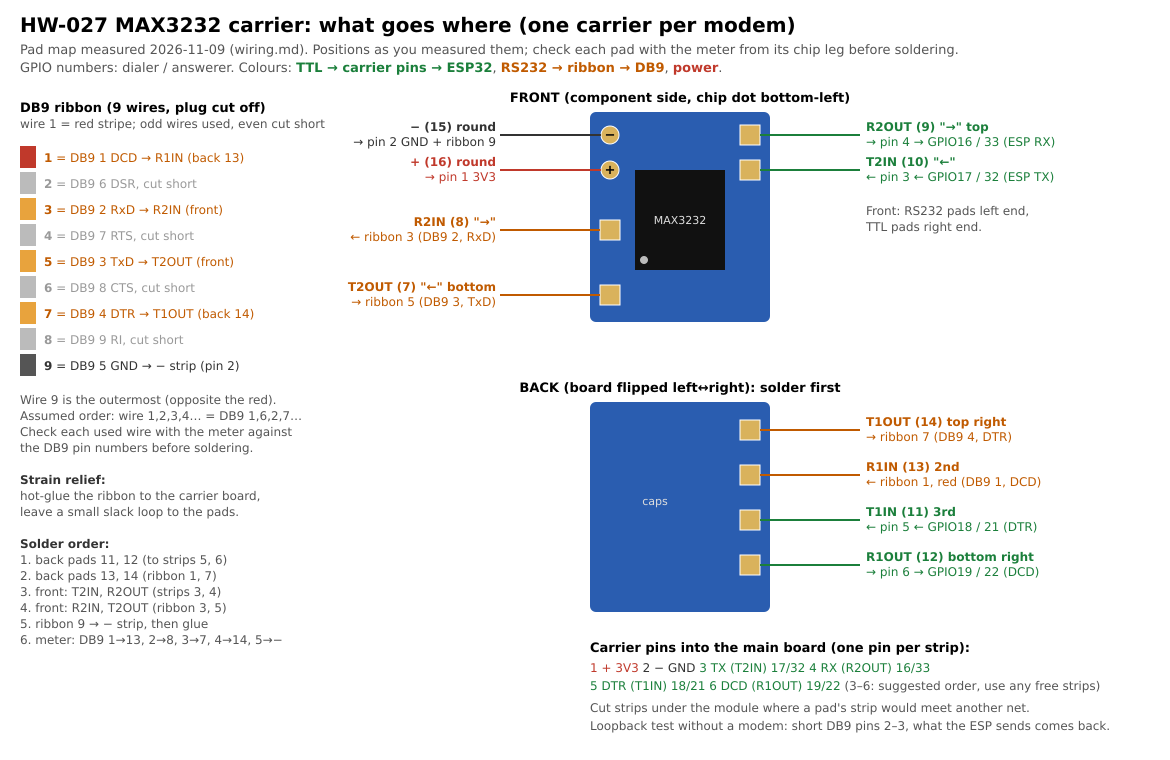 HW-027 MAX3232 carrier: what goes where (one carrier per modem)
Pad map measured 2026-11-09 (wiring.md). Positions as you measured them; check each pad with the meter from its chip leg before soldering.
GPIO numbers: dialer / answerer. Colours: TTL → carrier pins → ESP32, RS232 → ribbon → DB9, power.
DB9 ribbon (9 wires, plug cut off)
wire 1 = red stripe; odd wires used, even cut short
1 = DB9 1 DCD → R1IN (back 13)
2 = DB9 6 DSR, cut short
3 = DB9 2 RxD → R2IN (front)
4 = DB9 7 RTS, cut short
5 = DB9 3 TxD → T2OUT (front)
6 = DB9 8 CTS, cut short
7 = DB9 4 DTR → T1OUT (back 14)
8 = DB9 9 RI, cut short
9 = DB9 5 GND → − strip (pin 2)
Wire 9 is the outermost (opposite the red).
Assumed order: wire 1,2,3,4… = DB9 1,6,2,7…
Check each used wire with the meter against
the DB9 pin numbers before soldering.
Strain relief:
hot-glue the ribbon to the carrier board,
leave a small slack loop to the pads.
Solder order:
1. back pads 11, 12 (to strips 5, 6)
2. back pads 13, 14 (ribbon 1, 7)
3. front: T2IN, R2OUT (strips 3, 4)
4. front: R2IN, T2OUT (ribbon 3, 5)
5. ribbon 9 → − strip, then glue
6. meter: DB9 1→13, 2→8, 3→7, 4→14, 5→−
FRONT (component side, chip dot bottom-left)
− (15) round
→ pin 2 GND + ribbon 9
+ (16) round
→ pin 1 3V3
R2IN (8) "→"
← ribbon 3 (DB9 2, RxD)
T2OUT (7) "←" bottom
→ ribbon 5 (DB9 3, TxD)
−
+
MAX3232
R2OUT (9) "→" top
→ pin 4 → GPIO16 / 33 (ESP RX)
T2IN (10) "←"
← pin 3 ← GPIO17 / 32 (ESP TX)
Front: RS232 pads left end,
TTL pads right end.
BACK (board flipped left↔right): solder first
caps
T1OUT (14) top right
→ ribbon 7 (DB9 4, DTR)
R1IN (13) 2nd
← ribbon 1, red (DB9 1, DCD)
T1IN (11) 3rd
← pin 5 ← GPIO18 / 21 (DTR)
R1OUT (12) bottom right
→ pin 6 → GPIO19 / 22 (DCD)
Carrier pins into the main board (one pin per strip):
1 + 3V3 2 − GND 3 TX (T2IN) 17/32 4 RX (R2OUT) 16/33
5 DTR (T1IN) 18/21 6 DCD (R1OUT) 19/22 (3–6: suggested order, use any free strips)
Cut strips under the module where a pad's strip would meet another net.
Loopback test without a modem: short DB9 pins 2–3, what the ESP sends comes back.